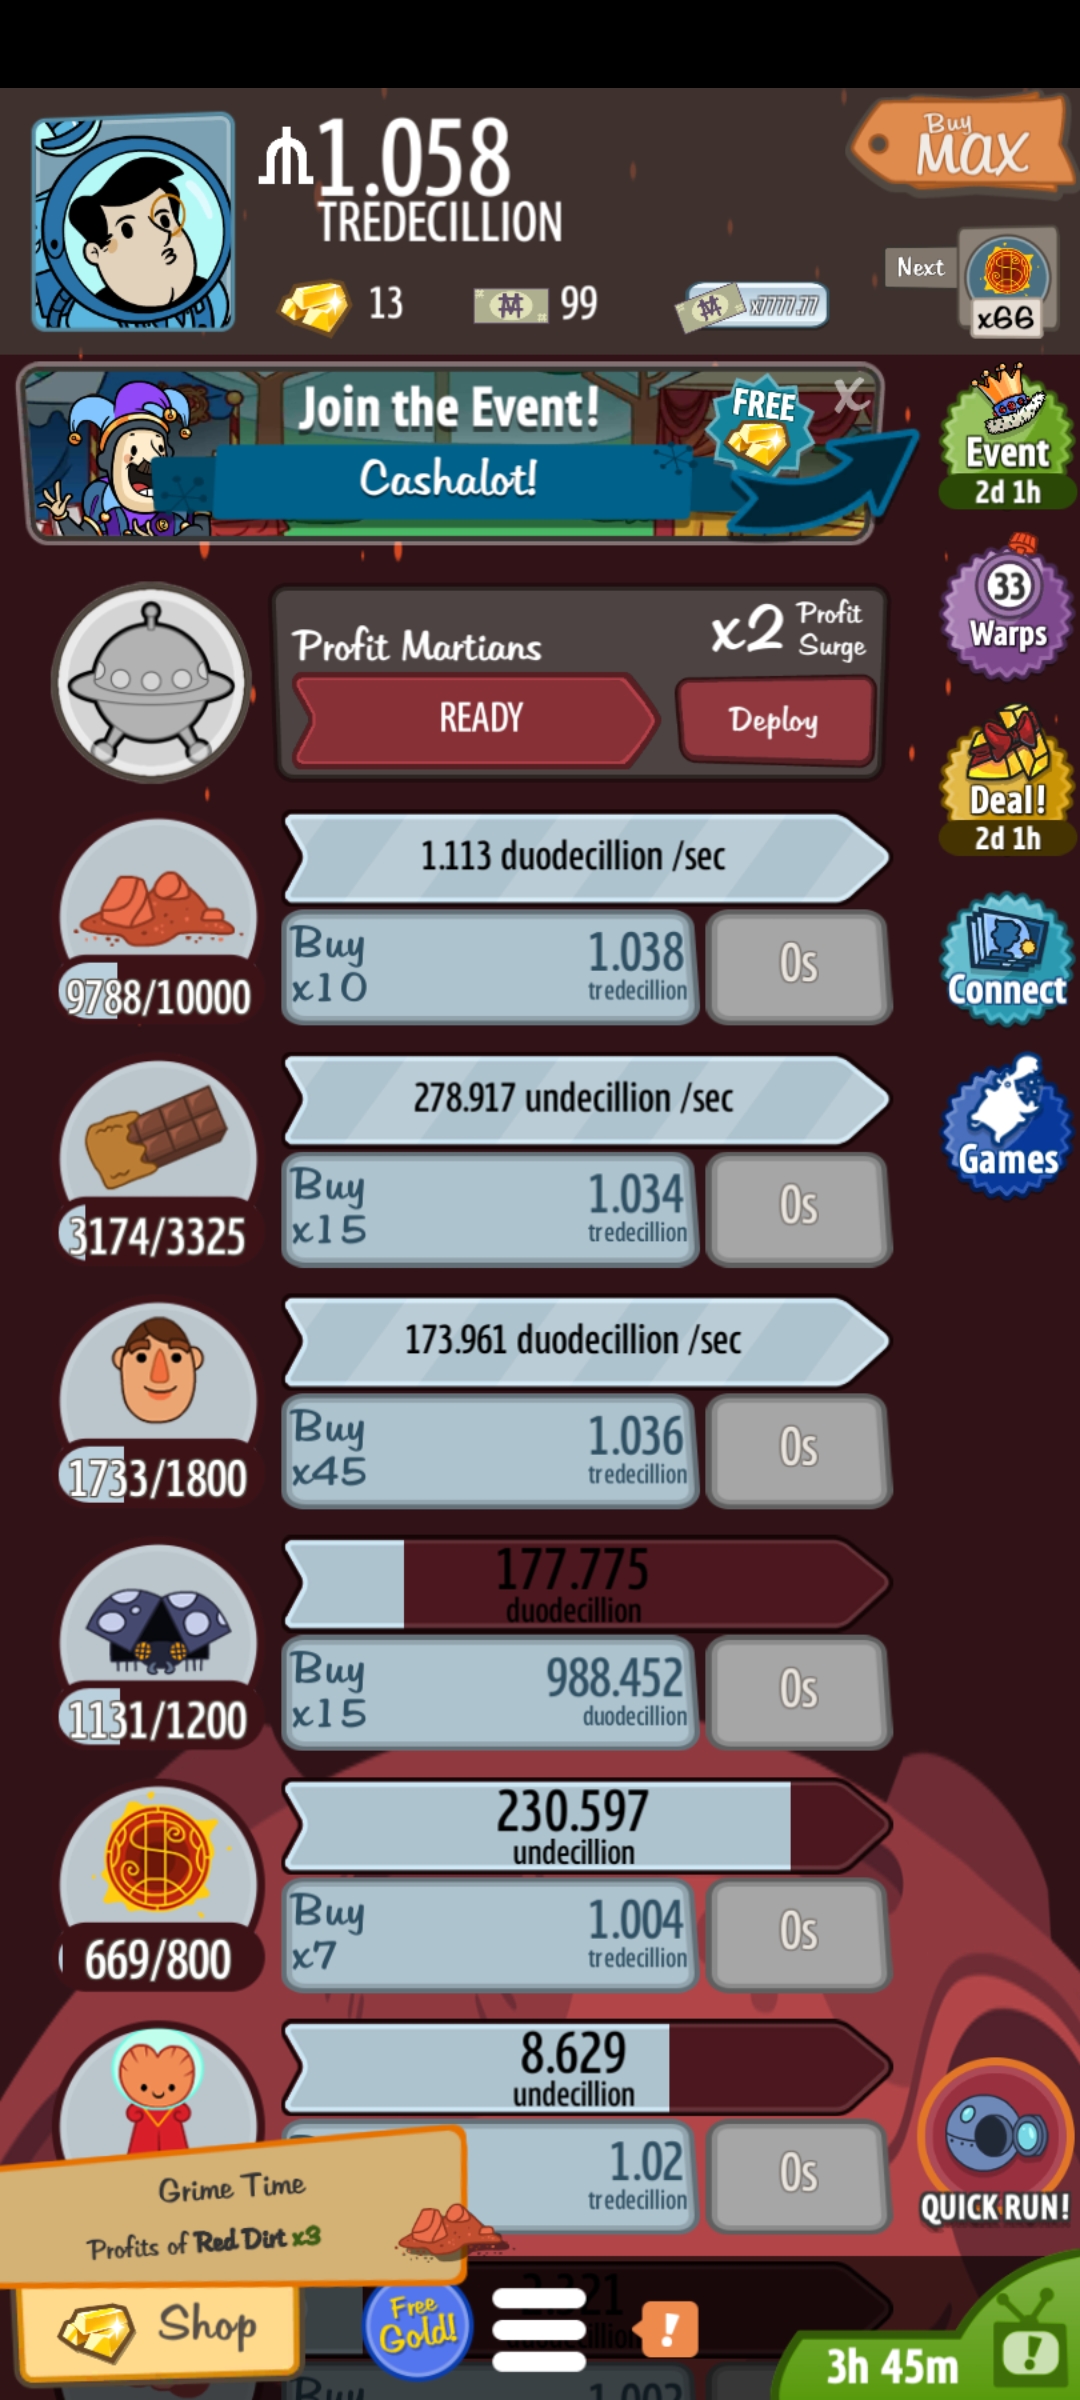 1.058
TREDECILLION
Buy
MAX
13
99
x7777.77
Next
x66
Join the Event!
FREE
X
Cashalot!
Event
2d 1h
33
Warps
Profit Martians
x2 Profit Surge
READY
Deploy
Deal!
2d 1h
1.113 duodecillion /sec
9788/10000
Buy x10
1.038 tredecillion
0s
Connect
278.917 undecillion /sec
3174/3325
Buy x15
1.034 tredecillion
0s
Games
173.961 duodecillion /sec
1733/1800
Buy x45
1.036 tredecillion
0s
177.775
duodecillion
1131/1200
Buy x15
988.452 duodecillion
0s
230.597
undecillion
669/800
Buy x7
1.004 tredecillion
0s
8.629
undecillion
1.02 tredecillion
0s
QUICK RUN!
Grime Time
Profits of Red Dirt x3
Shop
Free Gold!
!
3h 45m
!
Buy
1.002